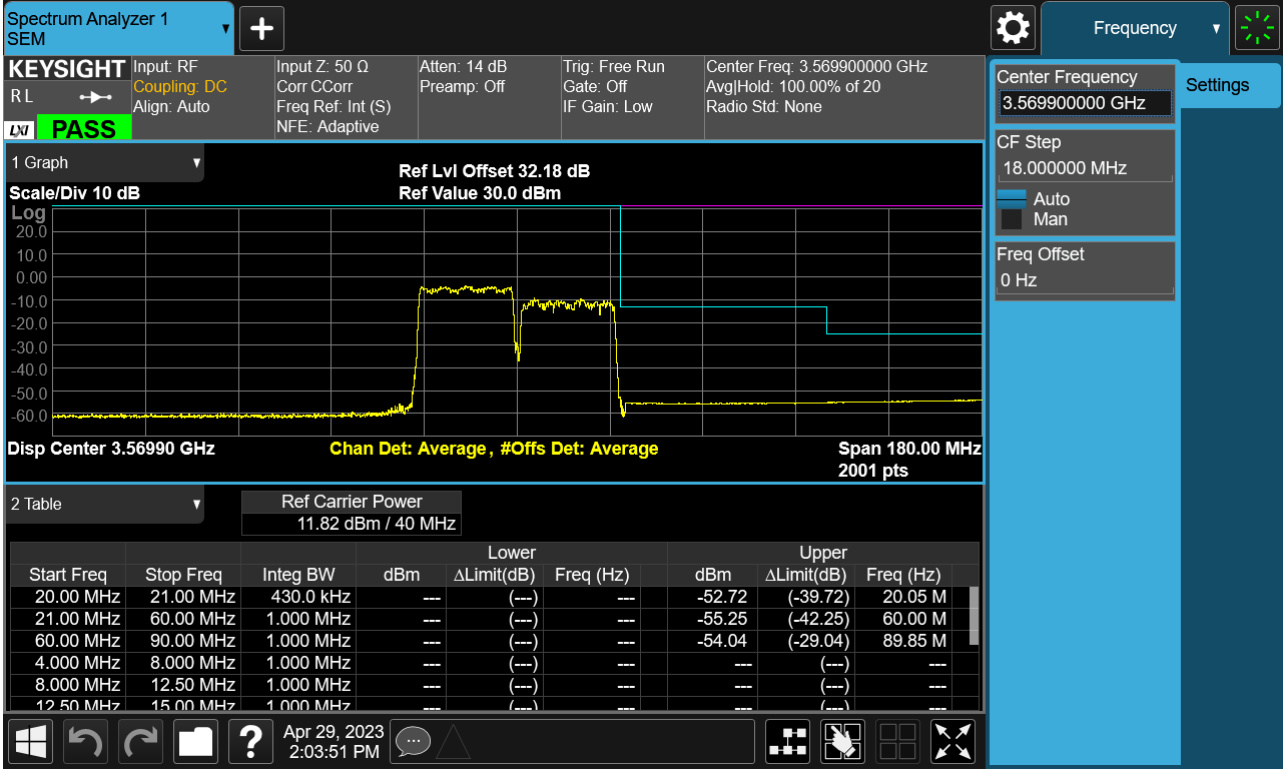 Spectrum Analyzer 1
SEM
Frequency
KEYSIGHT
R L
LXI PASS
Input: RF
Coupling: DC
Align: Auto
Input Z: 50 Ω
Corr CCorr
Freq Ref: Int (S)
NFE: Adaptive
Atten: 14 dB
Preamp: Off
Trig: Free Run
Gate: Off
IF Gain: Low
Center Freq: 3.569900000 GHz
Avg|Hold: 100.00% of 20
Radio Std: None
Center Frequency
3.569900000 GHz
Settings
CF Step
18.000000 MHz
Auto
Man
Freq Offset
0 Hz
1 Graph
Scale/Div 10 dB
Ref Lvl Offset 32.18 dB
Ref Value 30.0 dBm
Log
20.0
10.0
0.00
-10.0
-20.0
-30.0
-40.0
-50.0
-60.0
Disp Center 3.56990 GHz
Chan Det: Average , #Offs Det: Average
Span 180.00 MHz
2001 pts
2 Table
Ref Carrier Power
11.82 dBm / 40 MHz
Lower Upper
Start Freq Stop Freq Integ BW dBm ΔLimit(dB) Freq (Hz) dBm ΔLimit(dB) Freq (Hz)
20.00 MHz 21.00 MHz 430.0 kHz --- (---) --- -52.72 (-39.72) 20.05 M
21.00 MHz 60.00 MHz 1.000 MHz --- (---) --- -55.25 (-42.25) 60.00 M
60.00 MHz 90.00 MHz 1.000 MHz --- (---) --- -54.04 (-29.04) 89.85 M
4.000 MHz 8.000 MHz 1.000 MHz --- (---) --- --- (---) ---
8.000 MHz 12.50 MHz 1.000 MHz --- (---) --- --- (---) ---
12.50 MHz 15.00 MHz 1.000 MHz --- (---) --- --- (---) ---
Apr 29, 2023
2:03:51 PM